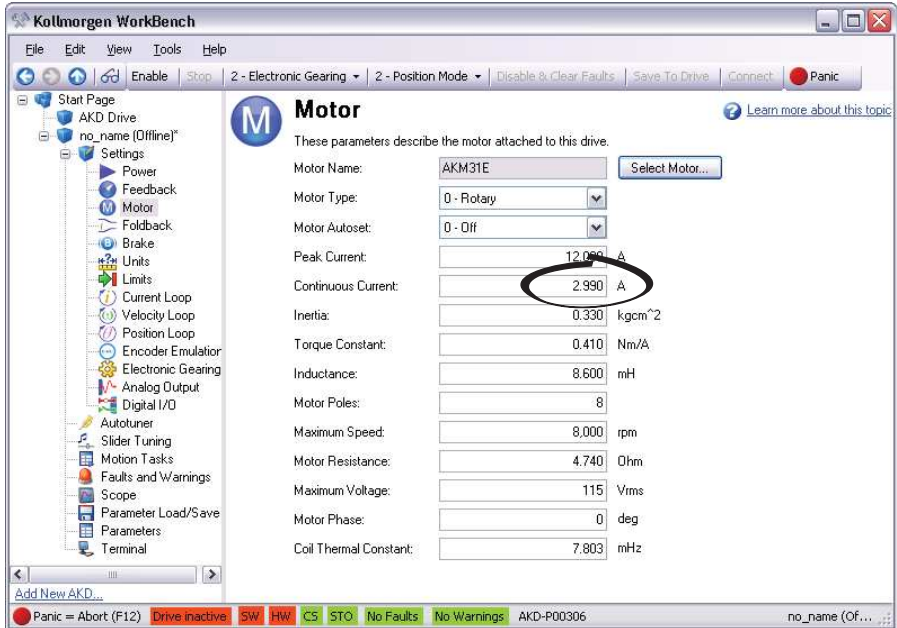 Kollmorgen WorkBench
File Edit View Tools Help
Enable Stop 2 - Electronic Gearing 2 - Position Mode Disable & Clear Faults Save To Drive Connect Panic
Start Page
AKD Drive
no_name (Offline)*
Settings
Power
Feedback
Motor
Foldback
Brake
Units
Limits
Current Loop
Velocity Loop
Position Loop
Encoder Emulation
Electronic Gearing
Analog Output
Digital I/O
Autotuner
Slider Tuning
Motion Tasks
Faults and Warnings
Scope
Parameter Load/Save
Parameters
Terminal
Add New AKD...
M Motor
Learn more about this topic
These parameters describe the motor attached to this drive.
Motor Name: AKM31E Select Motor...
Motor Type: 0 - Rotary
Motor Autoset: 0 - Off
Peak Current: A
Continuous Current: 2.990 A
Inertia: 0.330 kgcm^2
Torque Constant: 0.410 Nm/A
Inductance: 8.600 mH
Motor Poles: 8
Maximum Speed: 8,000 rpm
Motor Resistance: 4.740 Ohm
Maximum Voltage: 115 Vrms
Motor Phase: 0 deg
Coil Thermal Constant: 7.803 mHz
Panic = Abort (F12) Drive inactive SW HW CS STO No Faults No Warnings AKD-P00306 no_name (Of...